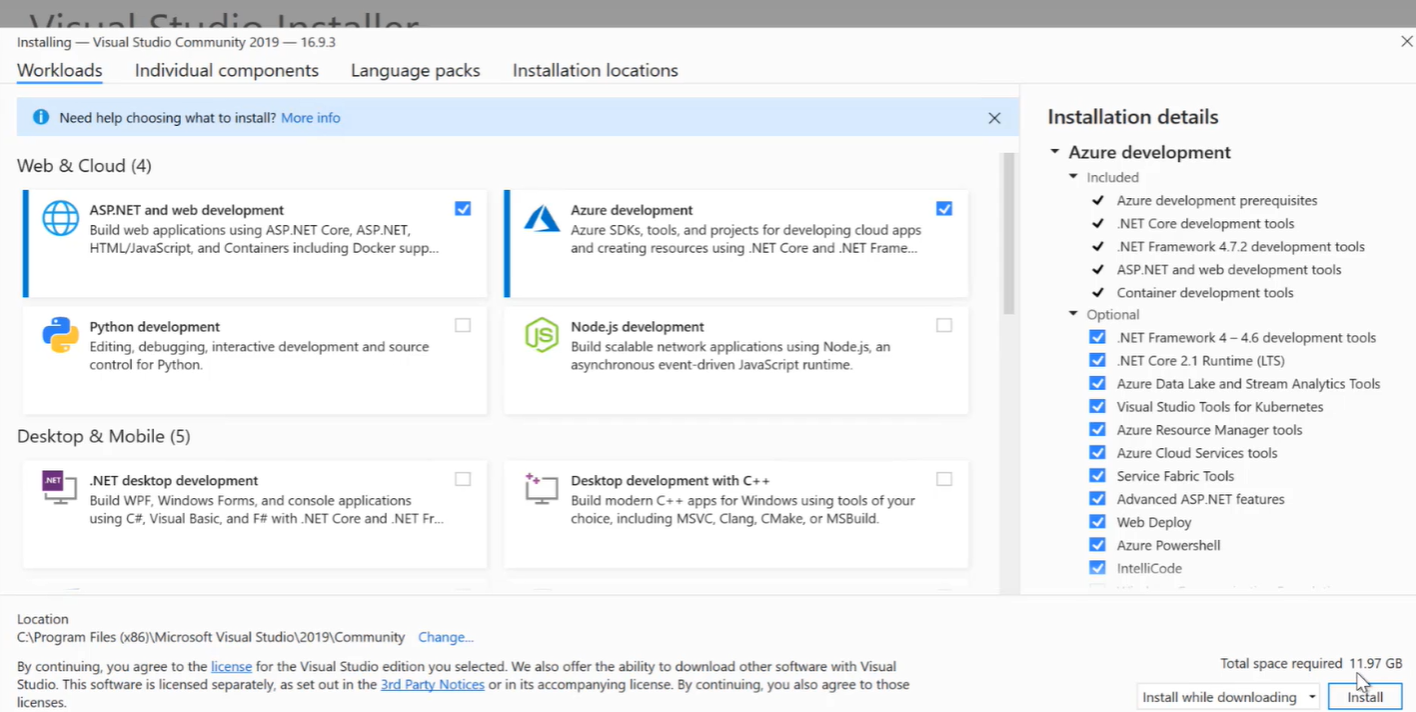 Visual Studio Installer
Installing — Visual Studio Community 2019 — 16.9.3
Workloads
Individual components
Language packs
Installation locations
Need help choosing what to install? More info
Web & Cloud (4)
ASP.NET and web development
Build web applications using ASP.NET Core, ASP.NET,
HTML/JavaScript, and Containers including Docker supp...
Azure development
Azure SDKs, tools, and projects for developing cloud apps
and creating resources using .NET Core and .NET Frame...
Python development
Editing, debugging, interactive development and source
control for Python.
Node.js development
Build scalable network applications using Node.js, an
asynchronous event-driven JavaScript runtime.
JS
Desktop & Mobile (5)
.NET
.NET desktop development
Build WPF, Windows Forms, and console applications
using C#, Visual Basic, and F# with .NET Core and .NET Fr...
Desktop development with C++
Build modern C++ apps for Windows using tools of your
choice, including MSVC, Clang, CMake, or MSBuild.
Installation details
Azure development
Included
Azure development prerequisites
.NET Core development tools
.NET Framework 4.7.2 development tools
ASP.NET and web development tools
Container development tools
Optional
.NET Framework 4 – 4.6 development tools
.NET Core 2.1 Runtime (LTS)
Azure Data Lake and Stream Analytics Tools
Visual Studio Tools for Kubernetes
Azure Resource Manager tools
Azure Cloud Services tools
Service Fabric Tools
Advanced ASP.NET features
Web Deploy
Azure Powershell
IntelliCode
Location
C:\Program Files (x86)\Microsoft Visual Studio\2019\Community Change...
By continuing, you agree to the license for the Visual Studio edition you selected. We also offer the ability to download other software with Visual
Studio. This software is licensed separately, as set out in the 3rd Party Notices or in its accompanying license. By continuing, you also agree to those
licenses.
Total space required 11.97 GB
Install while downloading
Install